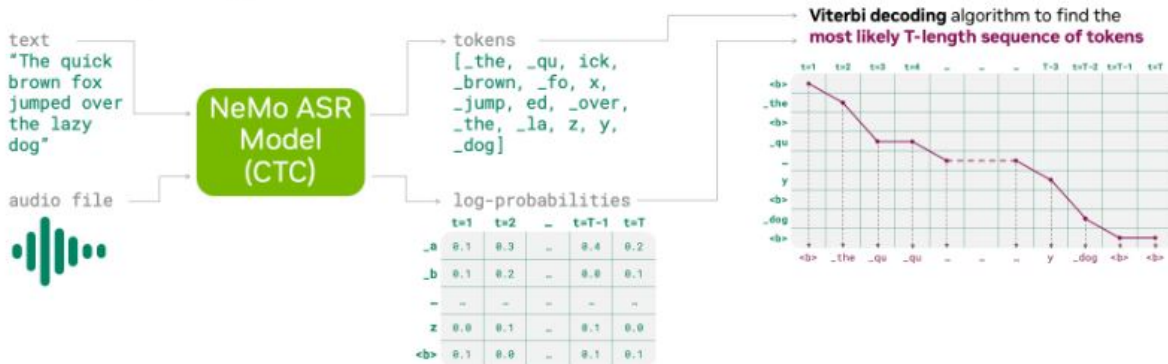 text
"The quick
brown fox
jumped over
the lazy
dog"
audio file
NeMo ASR
Model
(CTC)
tokens
[_the, _qu, ick,
_brown, _fo, x,
_jump, ed, _over,
_the, _la, z, y,
_dog]
log-probabilities
t=1 t=2 … t=T-1 t=T
_a 0.1 0.3 … 0.4 0.2
_b 0.1 0.2 … 0.0 0.1
… … … … … …
z 0.0 0.1 … 0.1 0.0
<b> 0.1 0.0 … 0.1 0.1
Viterbi decoding algorithm to find the
most likely T-length sequence of tokens
t=1 t=2 t=3 t=4 … … T-3 t=T-2 t=T-1 t=T
<b>
_the
<b>
_qu
…
y
<b>
_dog
<b>
<b> _the _qu _qu … … … y _dog <b> <b>